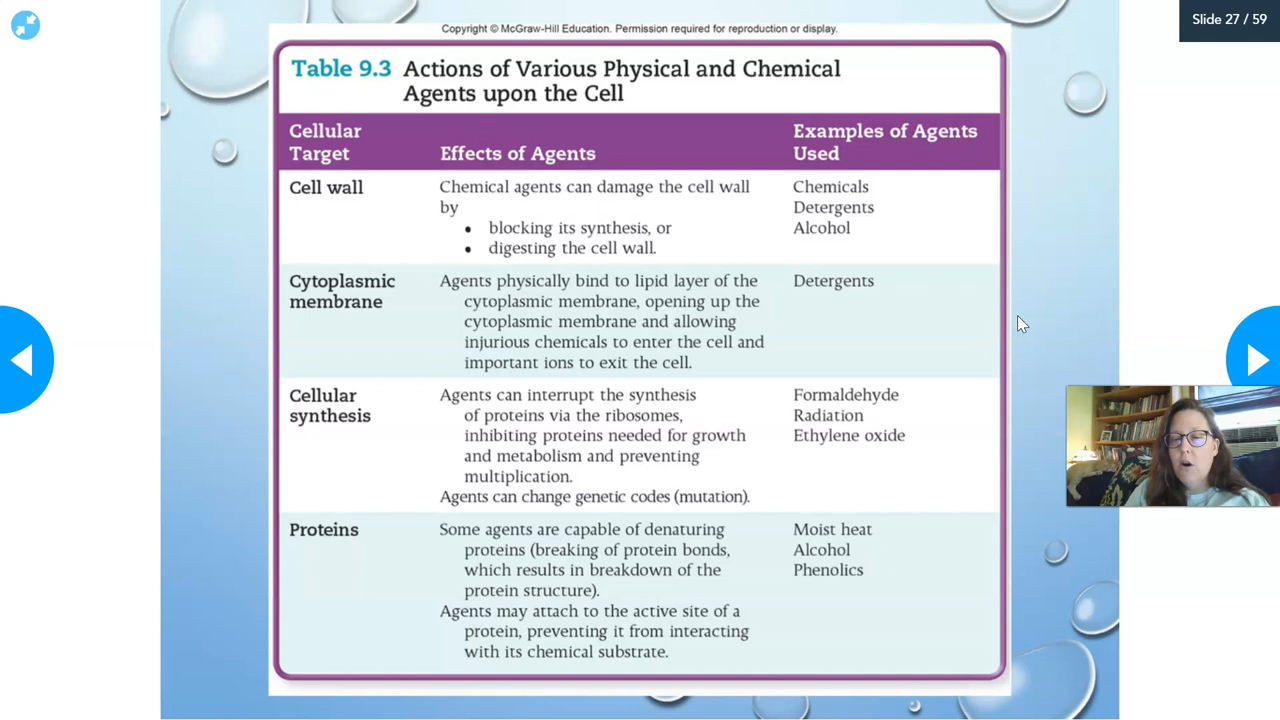 Copyright © McGraw-Hill Education. Permission required for reproduction or display.
Slide 27 / 59
Table 9.3 Actions of Various Physical and Chemical
Agents upon the Cell
Cellular
Target
Effects of Agents
Examples of Agents
Used
Cell wall
Chemical agents can damage the cell wall
by
• blocking its synthesis, or
• digesting the cell wall.
Chemicals
Detergents
Alcohol
Cytoplasmic
membrane
Agents physically bind to lipid layer of the
cytoplasmic membrane, opening up the
cytoplasmic membrane and allowing
injurious chemicals to enter the cell and
important ions to exit the cell.
Detergents
Cellular
synthesis
Agents can interrupt the synthesis
of proteins via the ribosomes,
inhibiting proteins needed for growth
and metabolism and preventing
multiplication.
Agents can change genetic codes (mutation).
Formaldehyde
Radiation
Ethylene oxide
Proteins
Some agents are capable of denaturing
proteins (breaking of protein bonds,
which results in breakdown of the
protein structure).
Agents may attach to the active site of a
protein, preventing it from interacting
with its chemical substrate.
Moist heat
Alcohol
Phenolics